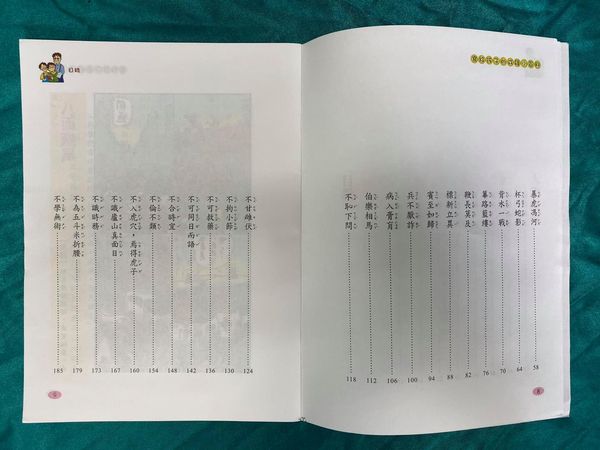 暴虎馮河 58
杯弓蛇影 64
背水一戰 70
篳路藍縷 76
鞭長莫及 82
標新立異 88
賓至如歸 94
兵不厭詐 100
病入膏肓 106
伯樂相馬 112
不恥下問 118
8
目錄
不甘雌伏 124
不拘小節 130
不可救藥 136
不可同日而語 142
不合時宜 148
不倫不類 154
不入虎穴，焉得虎子 160
不識廬山真面目 167
不識時務 173
不為五斗米折腰 179
不學無術 185
9